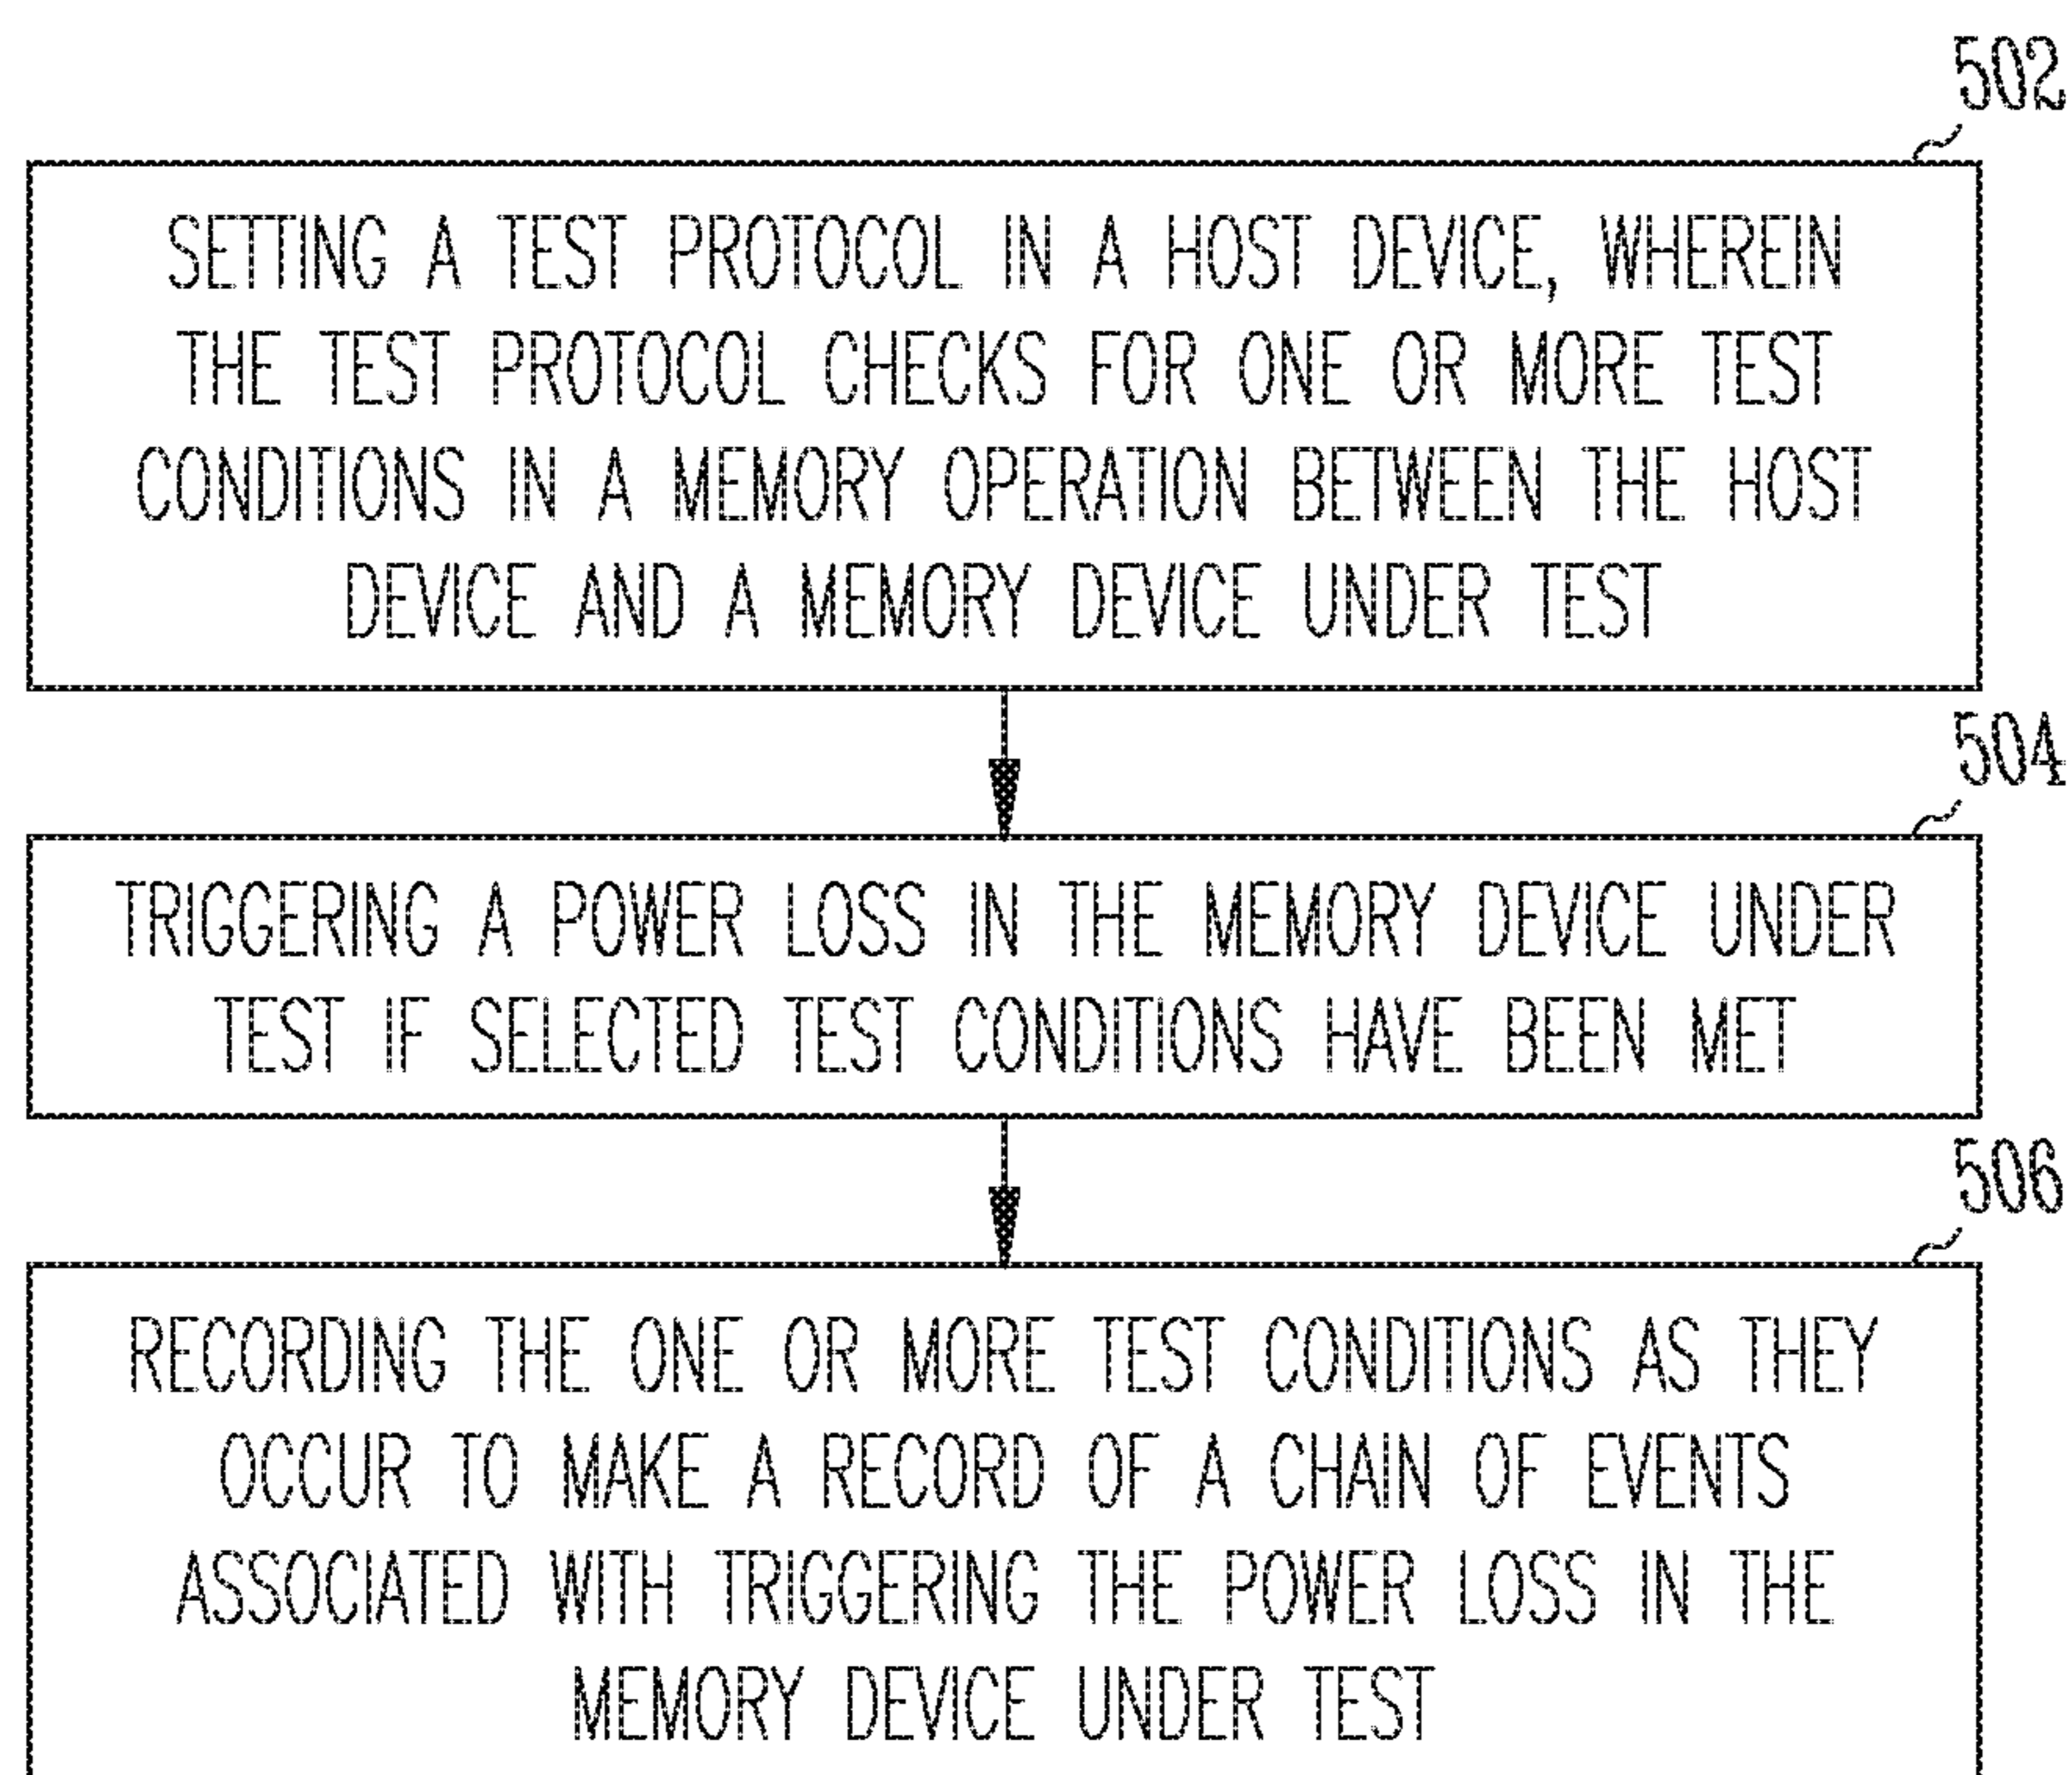 502
SETTING A TEST PROTOCOL IN A HOST DEVICE, WHEREIN
THE TEST PROTOCOL CHECKS FOR ONE OR MORE TEST
CONDITIONS IN A MEMORY OPERATION BETWEEN THE HOST
DEVICE AND A MEMORY DEVICE UNDER TEST
504
TRIGGERING A POWER LOSS IN THE MEMORY DEVICE UNDER
TEST IF SELECTED TEST CONDITIONS HAVE BEEN MET
506
RECORDING THE ONE OR MORE TEST CONDITIONS AS THEY
OCCUR TO MAKE A RECORD OF A CHAIN OF EVENTS
ASSOCIATED WITH TRIGGERING THE POWER LOSS IN THE
MEMORY DEVICE UNDER TEST